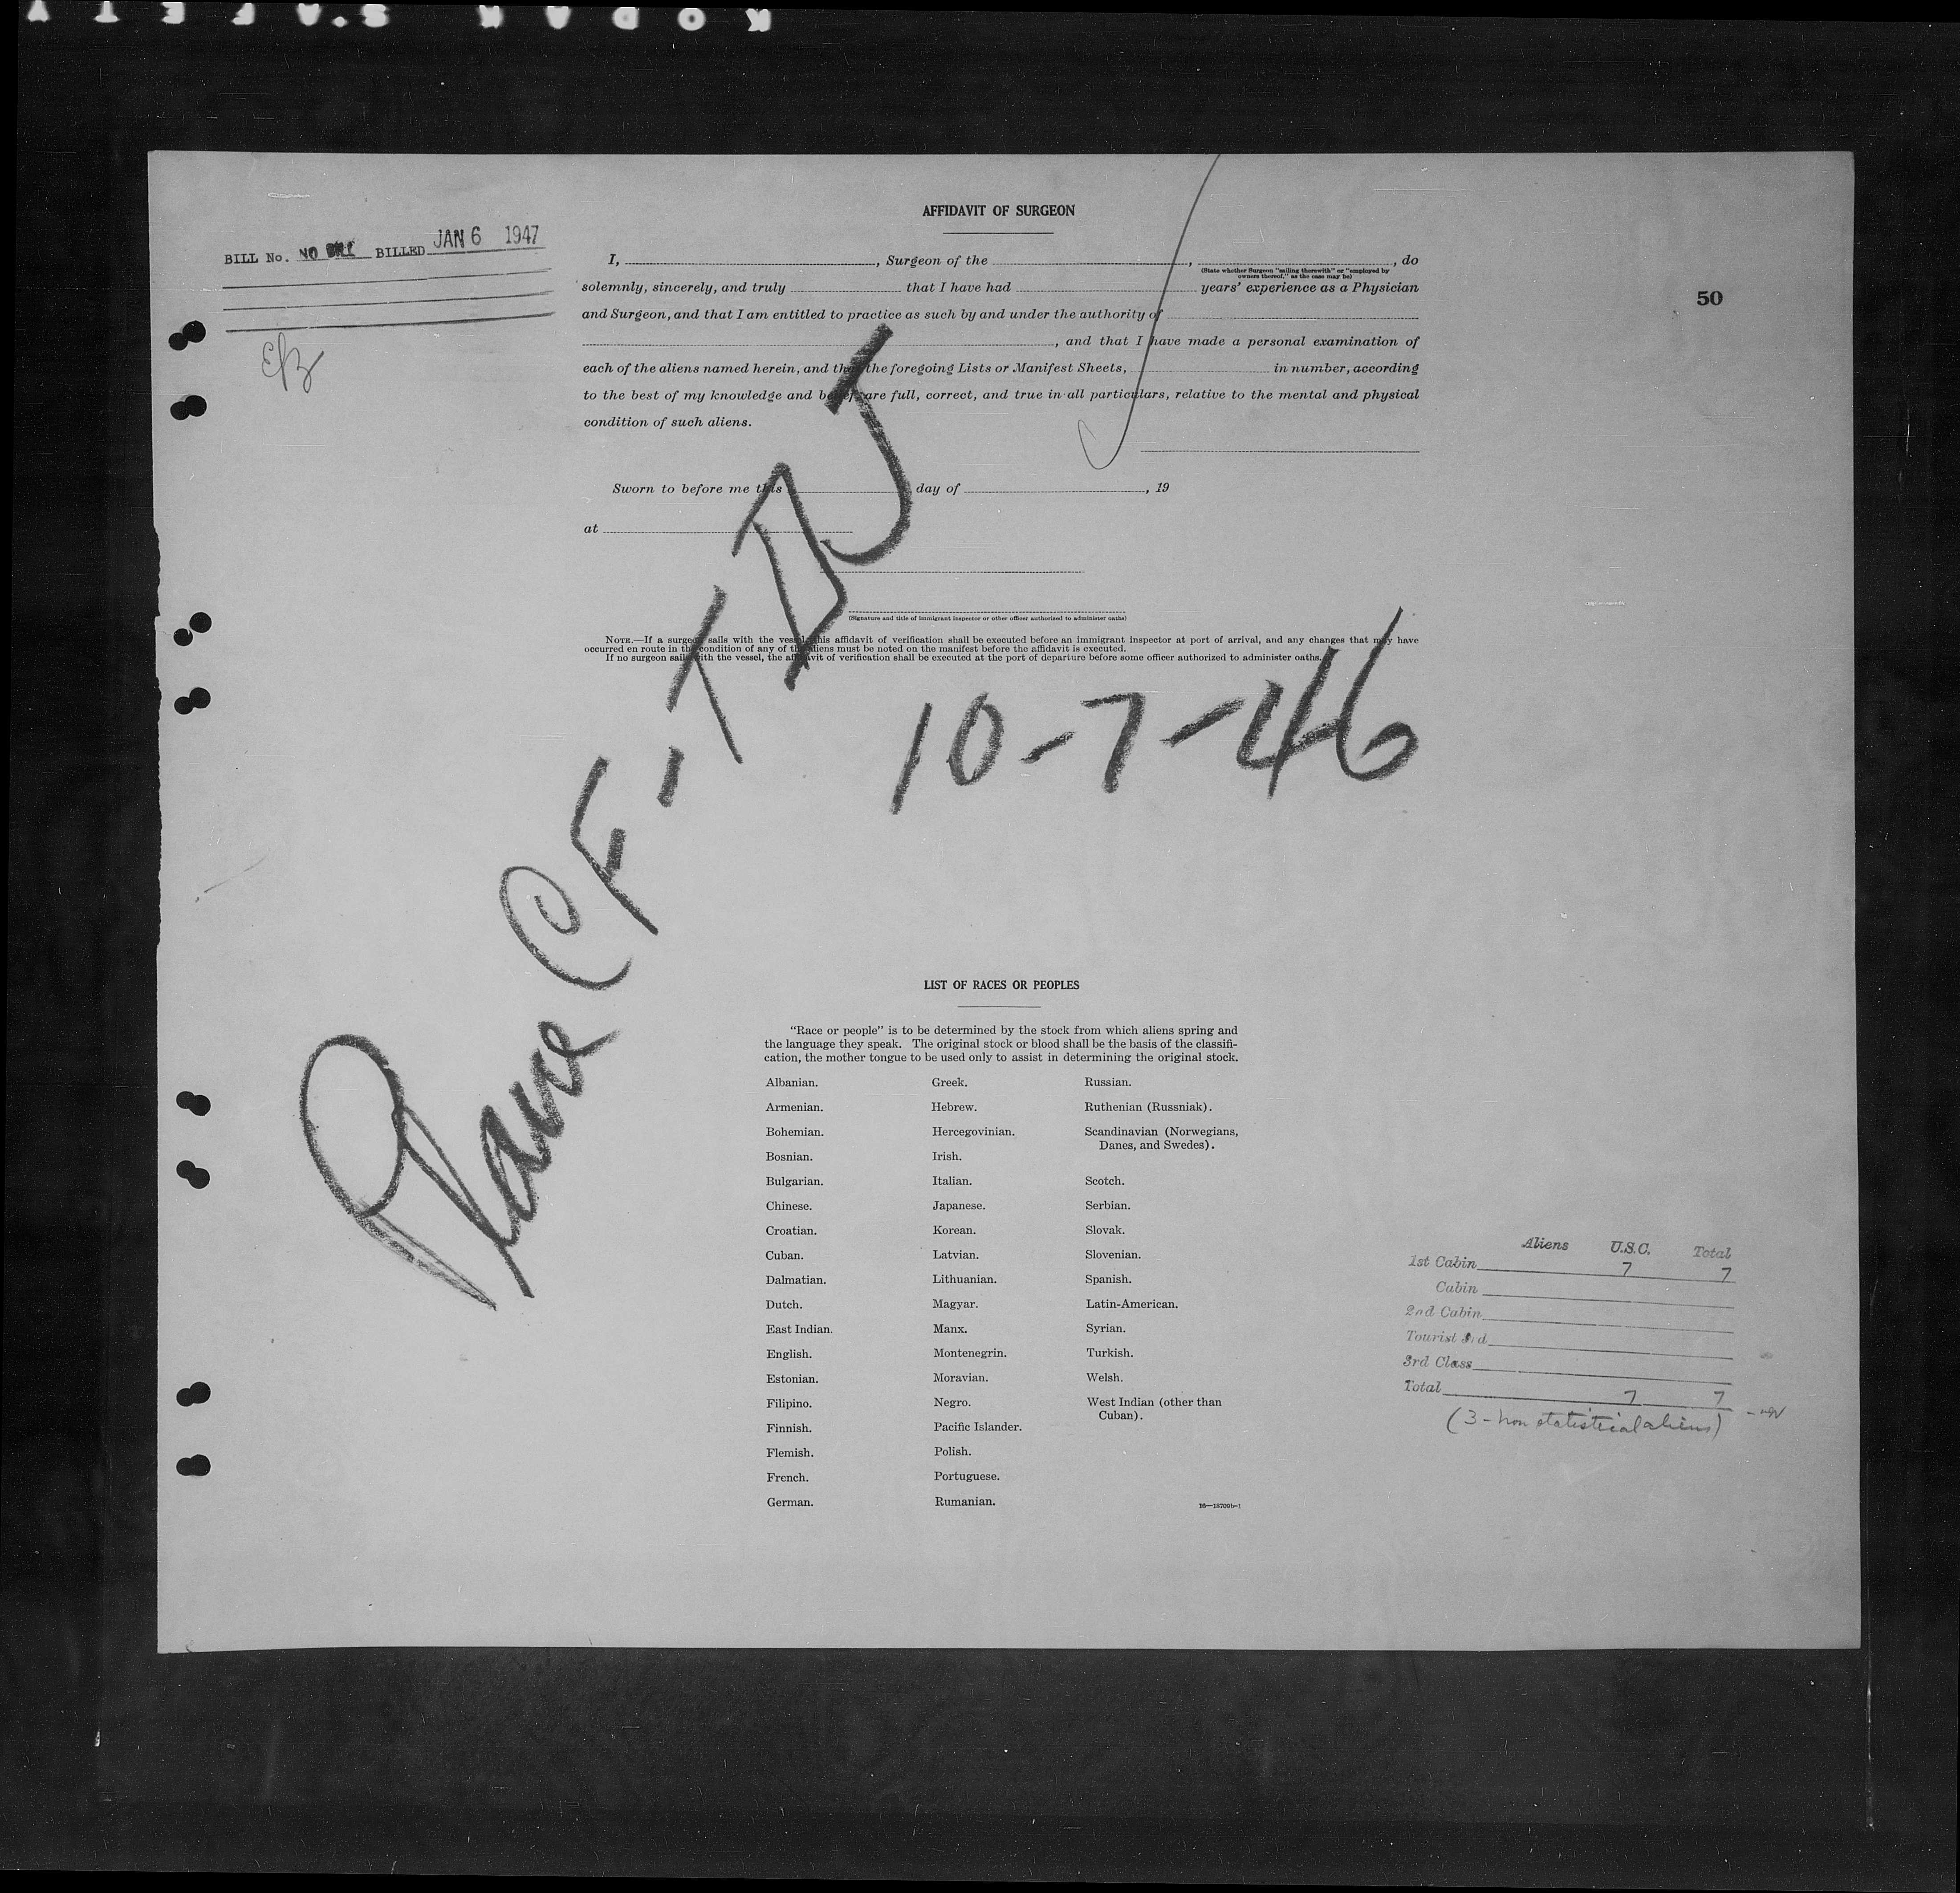 KODAK SAFETY
AFFIDAVIT OF SURGEON
BILL No. NO BILL BILLED JAN 6 1947
50
I, , Surgeon of the , , do
(State whether Surgeon "sailing therewith" or "employed by
owners thereof," as the case may be)
solemnly, sincerely, and truly that I have had years' experience as a Physician
and Surgeon, and that I am entitled to practice as such by and under the authority of
, and that I have made a personal examination of
each of the aliens named herein, and that the foregoing Lists or Manifest Sheets, in number, according
to the best of my knowledge and belief, are full, correct, and true in all particulars, relative to the mental and physical
condition of such aliens.
Sworn to before me this day of , 19
at
(Signature and title of immigrant inspector or other officer authorized to administer oaths)
NOTE.—If a surgeon sails with the vessel, this affidavit of verification shall be executed before an immigrant inspector at port of arrival, and any changes that may have
occurred en route in the condition of any of the aliens must be noted on the manifest before the affidavit is executed.
If no surgeon sails with the vessel, the affidavit of verification shall be executed at the port of departure before some officer authorized to administer oaths.
Plane CF-TDJ
10-7-46
LIST OF RACES OR PEOPLES
"Race or people" is to be determined by the stock from which aliens spring and
the language they speak. The original stock or blood shall be the basis of the classifi-
cation, the mother tongue to be used only to assist in determining the original stock.
Albanian.
Armenian.
Bohemian.
Bosnian.
Bulgarian.
Chinese.
Croatian.
Cuban.
Dalmatian.
Dutch.
East Indian.
English.
Estonian.
Filipino.
Finnish.
Flemish.
French.
German.
Greek.
Hebrew.
Hercegovinian.
Irish.
Italian.
Japanese.
Korean.
Latvian.
Lithuanian.
Magyar.
Manx.
Montenegrin.
Moravian.
Negro.
Pacific Islander.
Polish.
Portuguese.
Rumanian.
Russian.
Ruthenian (Russniak).
Scandinavian (Norwegians,
Danes, and Swedes).
Scotch.
Serbian.
Slovak.
Slovenian.
Spanish.
Latin-American.
Syrian.
Turkish.
Welsh.
West Indian (other than
Cuban).
Aliens U.S.C. Total
1st Cabin 7 7
Cabin
2nd Cabin
Tourist 3rd
3rd Class
Total 7 7
(3-non statistical aliens)